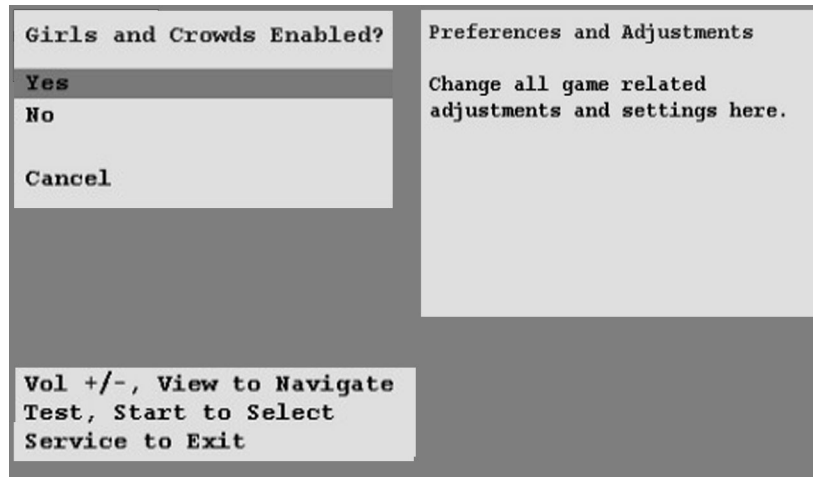 Girls and Crowds Enabled?
Yes
No
Cancel
Preferences and Adjustments
Change all game related
adjustments and settings here.
Vol +/-, View to Navigate
Test, Start to Select
Service to Exit